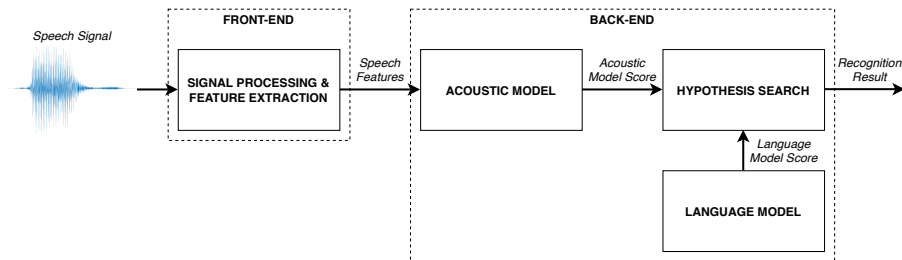 FRONT-END
BACK-END
Speech Signal
SIGNAL PROCESSING &
FEATURE EXTRACTION
Speech
Features
ACOUSTIC MODEL
Acoustic
Model Score
HYPOTHESIS SEARCH
Recognition
Result
Language
Model Score
LANGUAGE MODEL